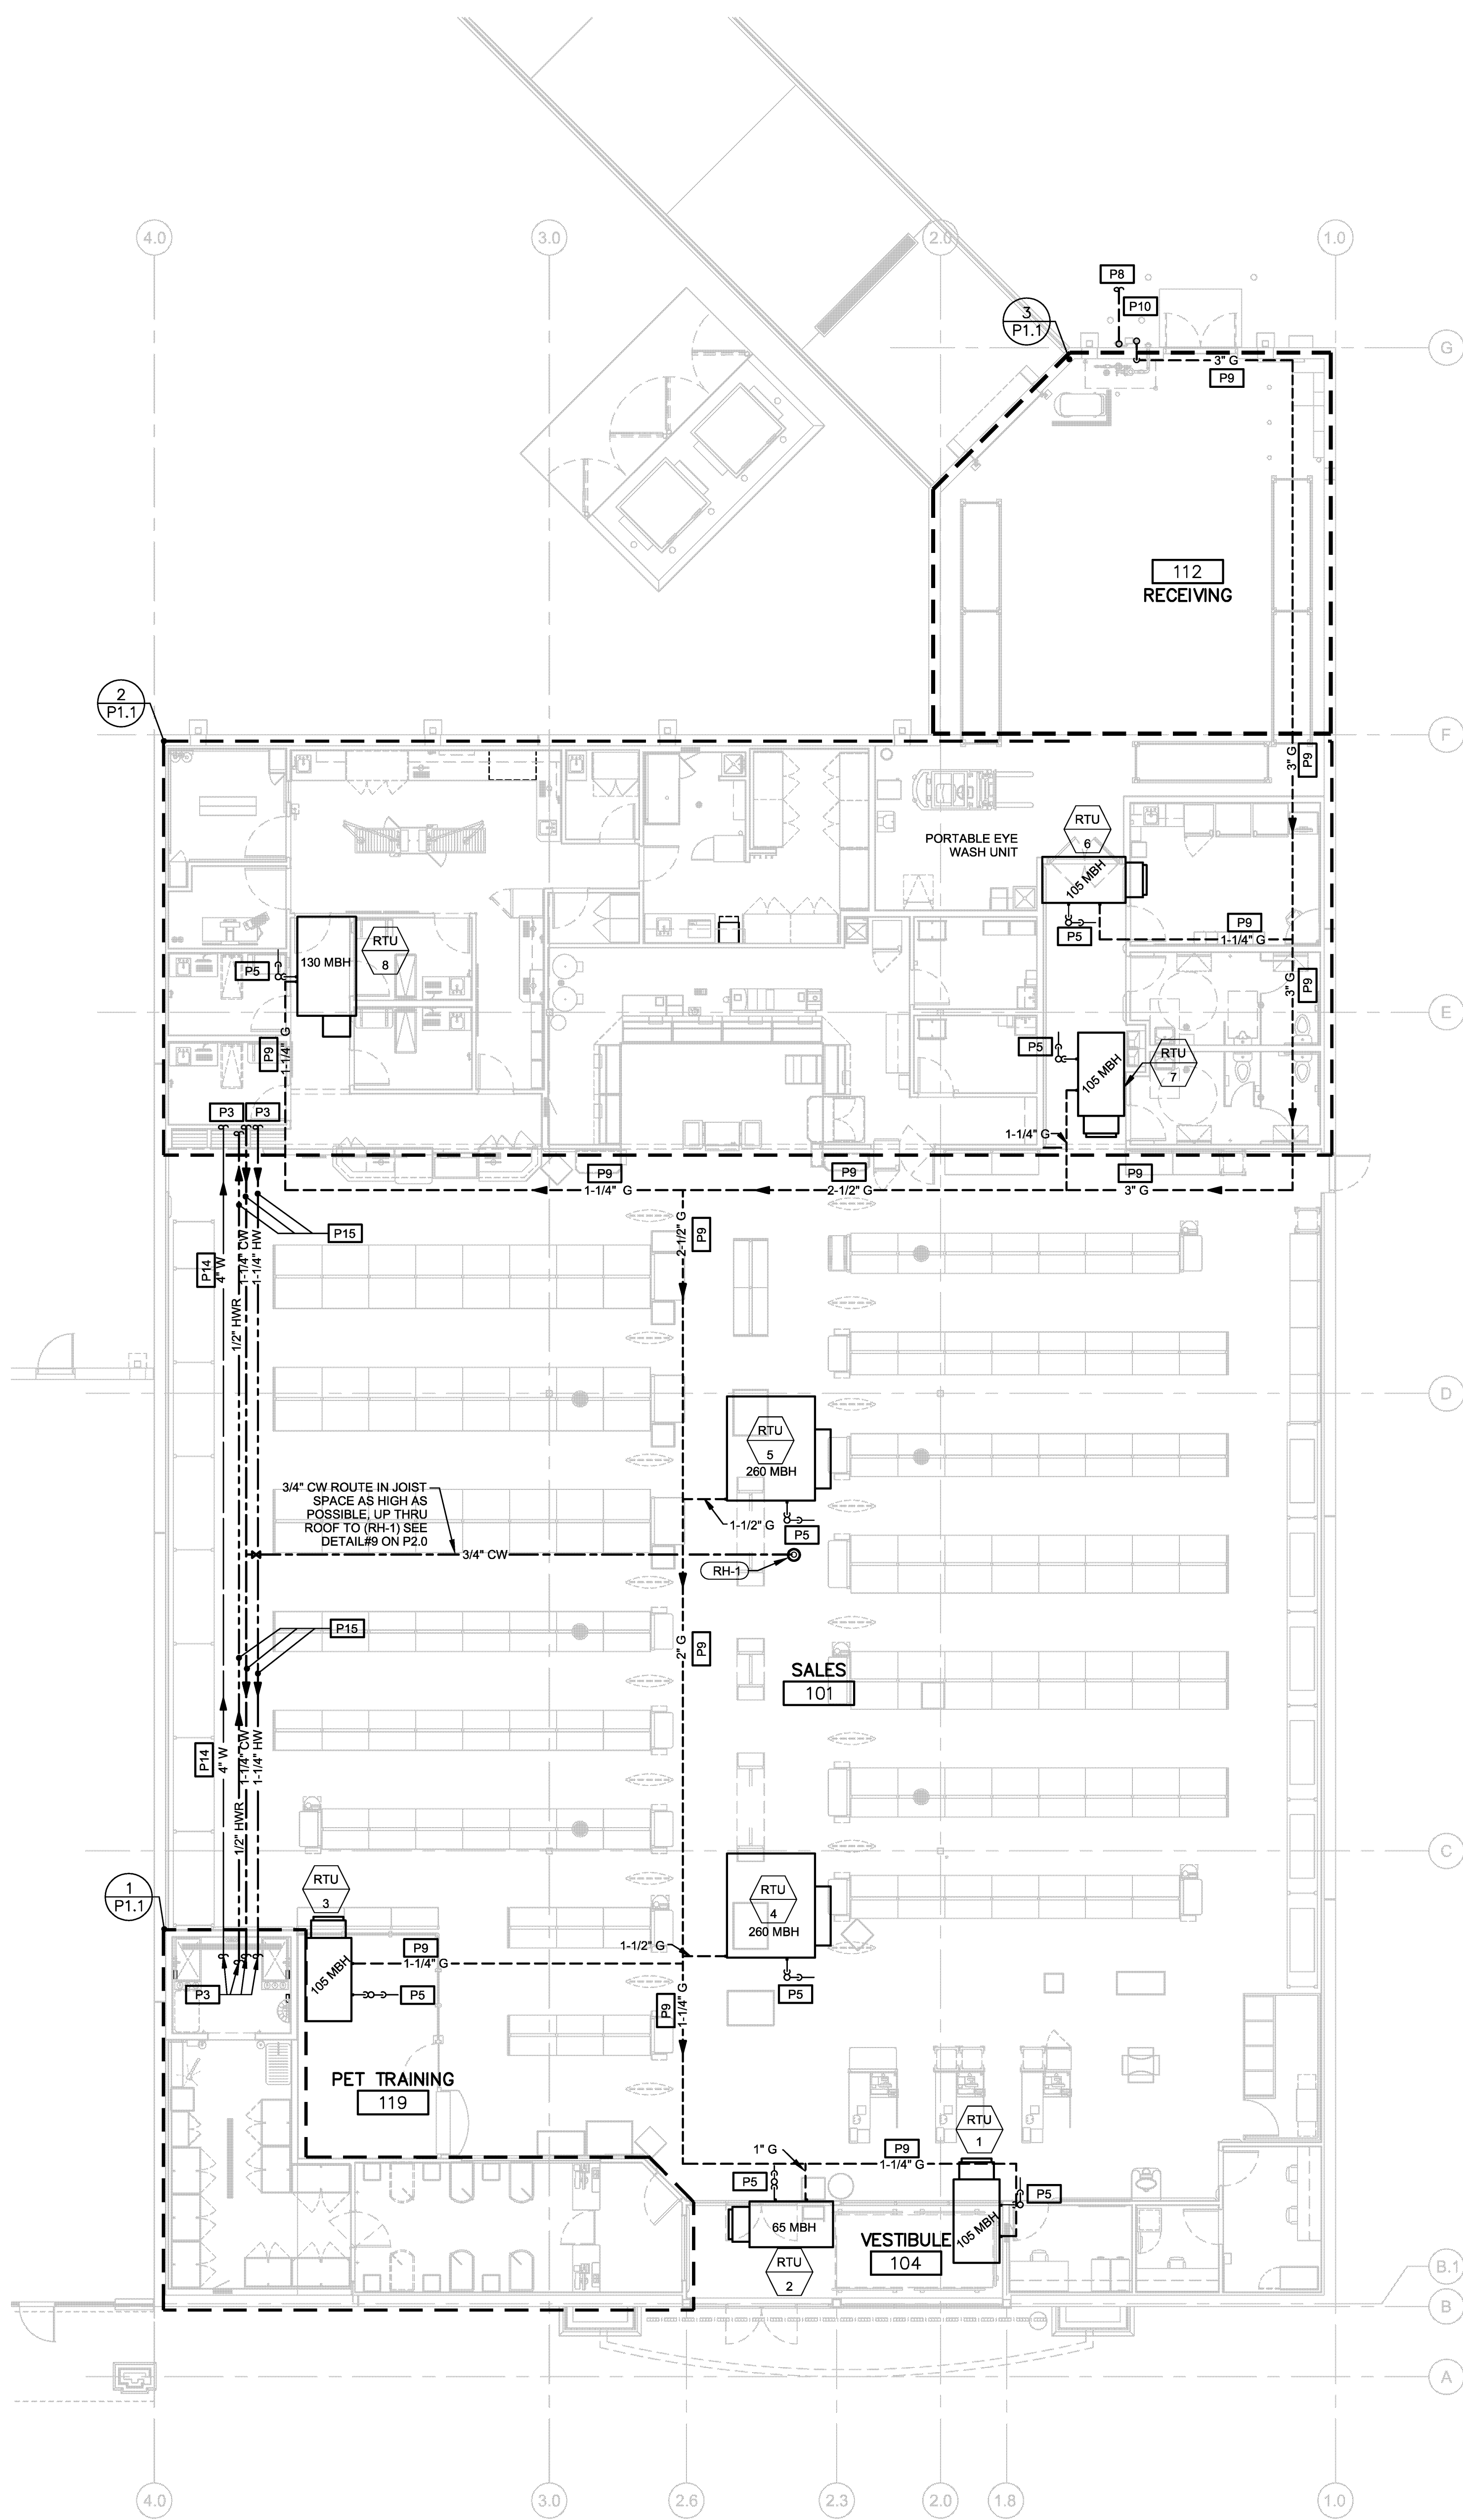 4.0
3.0
2.0
1.0
P8
P10
3
P1.1
G
3" G
P9
112
RECEIVING
2
P1.1
F
3" G
P9
PORTABLE EYE
WASH UNIT
RTU
6
105 MBH
P5
P9
1-1/4" G
RTU
8
130 MBH
P5
3" G
P9
E
P9
1-1/4" G
P5
105 MBH
RTU
7
P3
P3
1-1/4" G
P9
1-1/4" G
P9
2-1/2" G
P9
3" G
P15
P14
4" W
1-1/4" CW
1-1/4" HW
1/2" HWR
2-1/2" G
P9
D
RTU
5
260 MBH
3/4" CW ROUTE IN JOIST
SPACE AS HIGH AS
POSSIBLE, UP THRU
ROOF TO (RH-1) SEE
DETAIL#9 ON P2.0
1-1/2" G
P5
3/4" CW
RH-1
P15
2" G
P9
SALES
101
P14
4" W
1-1/4" CW
1-1/4" HW
1/2" HWR
C
1
P1.1
RTU
3
105 MBH
P9
1-1/4" G
RTU
4
260 MBH
1-1/2" G
P3
P5
P5
P9
1-1/4" G
PET TRAINING
119
RTU
1
1" G
P9
1-1/4" G
P5
P5
65 MBH
105 MBH
VESTIBULE
104
RTU
2
B.1
B
A
4.0
3.0
2.6
2.3
2.0
1.8
1.0